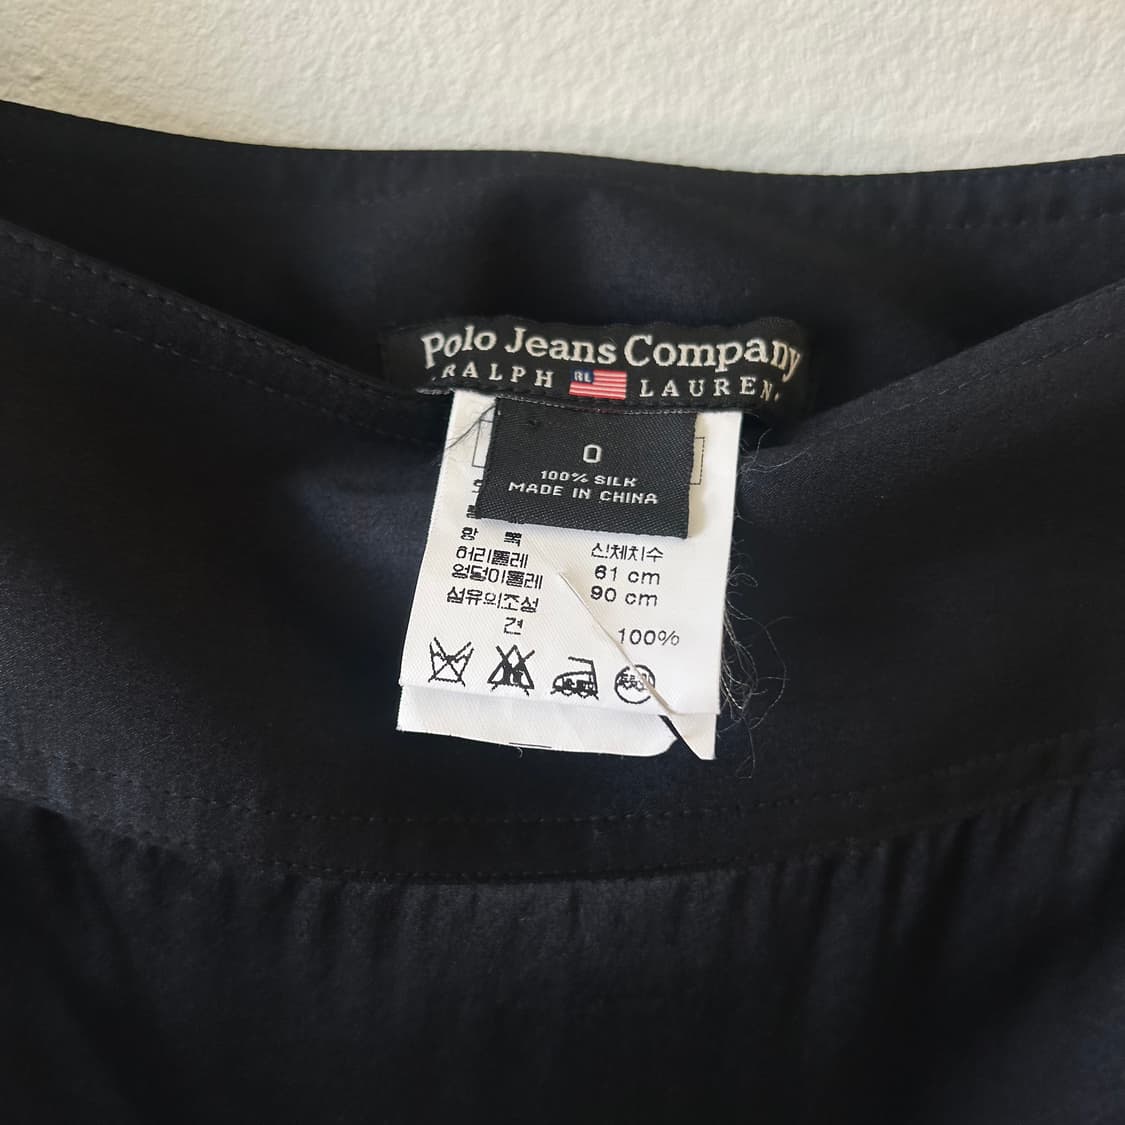 Polo Jeans Company
RALPH RL LAUREN
0
100% SILK
MADE IN CHINA
항 목 신체치수
허리둘레 61 cm
엉덩이둘레 90 cm
섬유의조성
견 100%